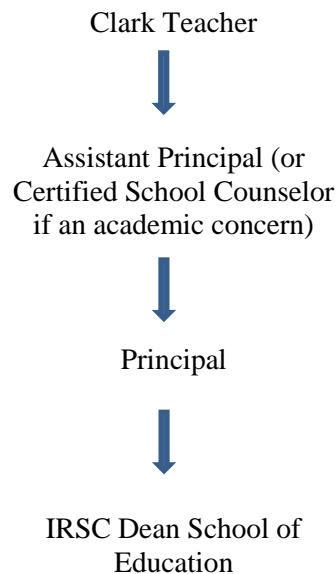 Clark Teacher
Assistant Principal (or
Certified School Counselor
if an academic concern)
Principal
IRSC Dean School of
Education